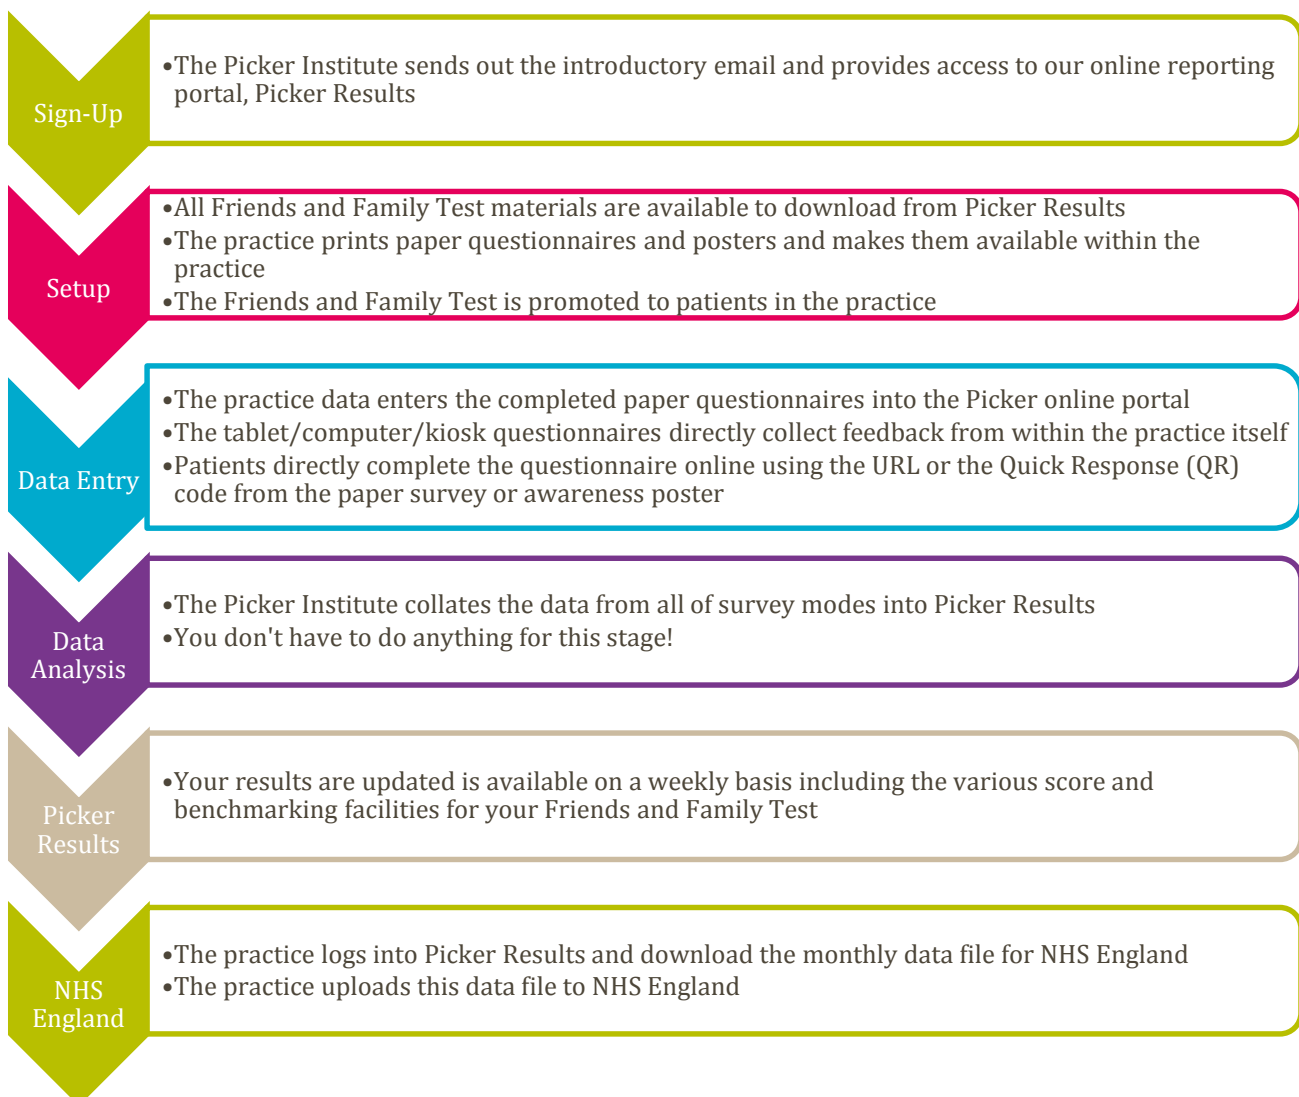 Sign-Up
•The Picker Institute sends out the introductory email and provides access to our online reporting
portal, Picker Results
Setup
•All Friends and Family Test materials are available to download from Picker Results
•The practice prints paper questionnaires and posters and makes them available within the
practice
•The Friends and Family Test is promoted to patients in the practice
Data Entry
•The practice data enters the completed paper questionnaires into the Picker online portal
•The tablet/computer/kiosk questionnaires directly collect feedback from within the practice itself
•Patients directly complete the questionnaire online using the URL or the Quick Response (QR)
code from the paper survey or awareness poster
Data
Analysis
•The Picker Institute collates the data from all of survey modes into Picker Results
•You don't have to do anything for this stage!
Picker
Results
•Your results are updated is available on a weekly basis including the various score and
benchmarking facilities for your Friends and Family Test
NHS
England
•The practice logs into Picker Results and download the monthly data file for NHS England
•The practice uploads this data file to NHS England